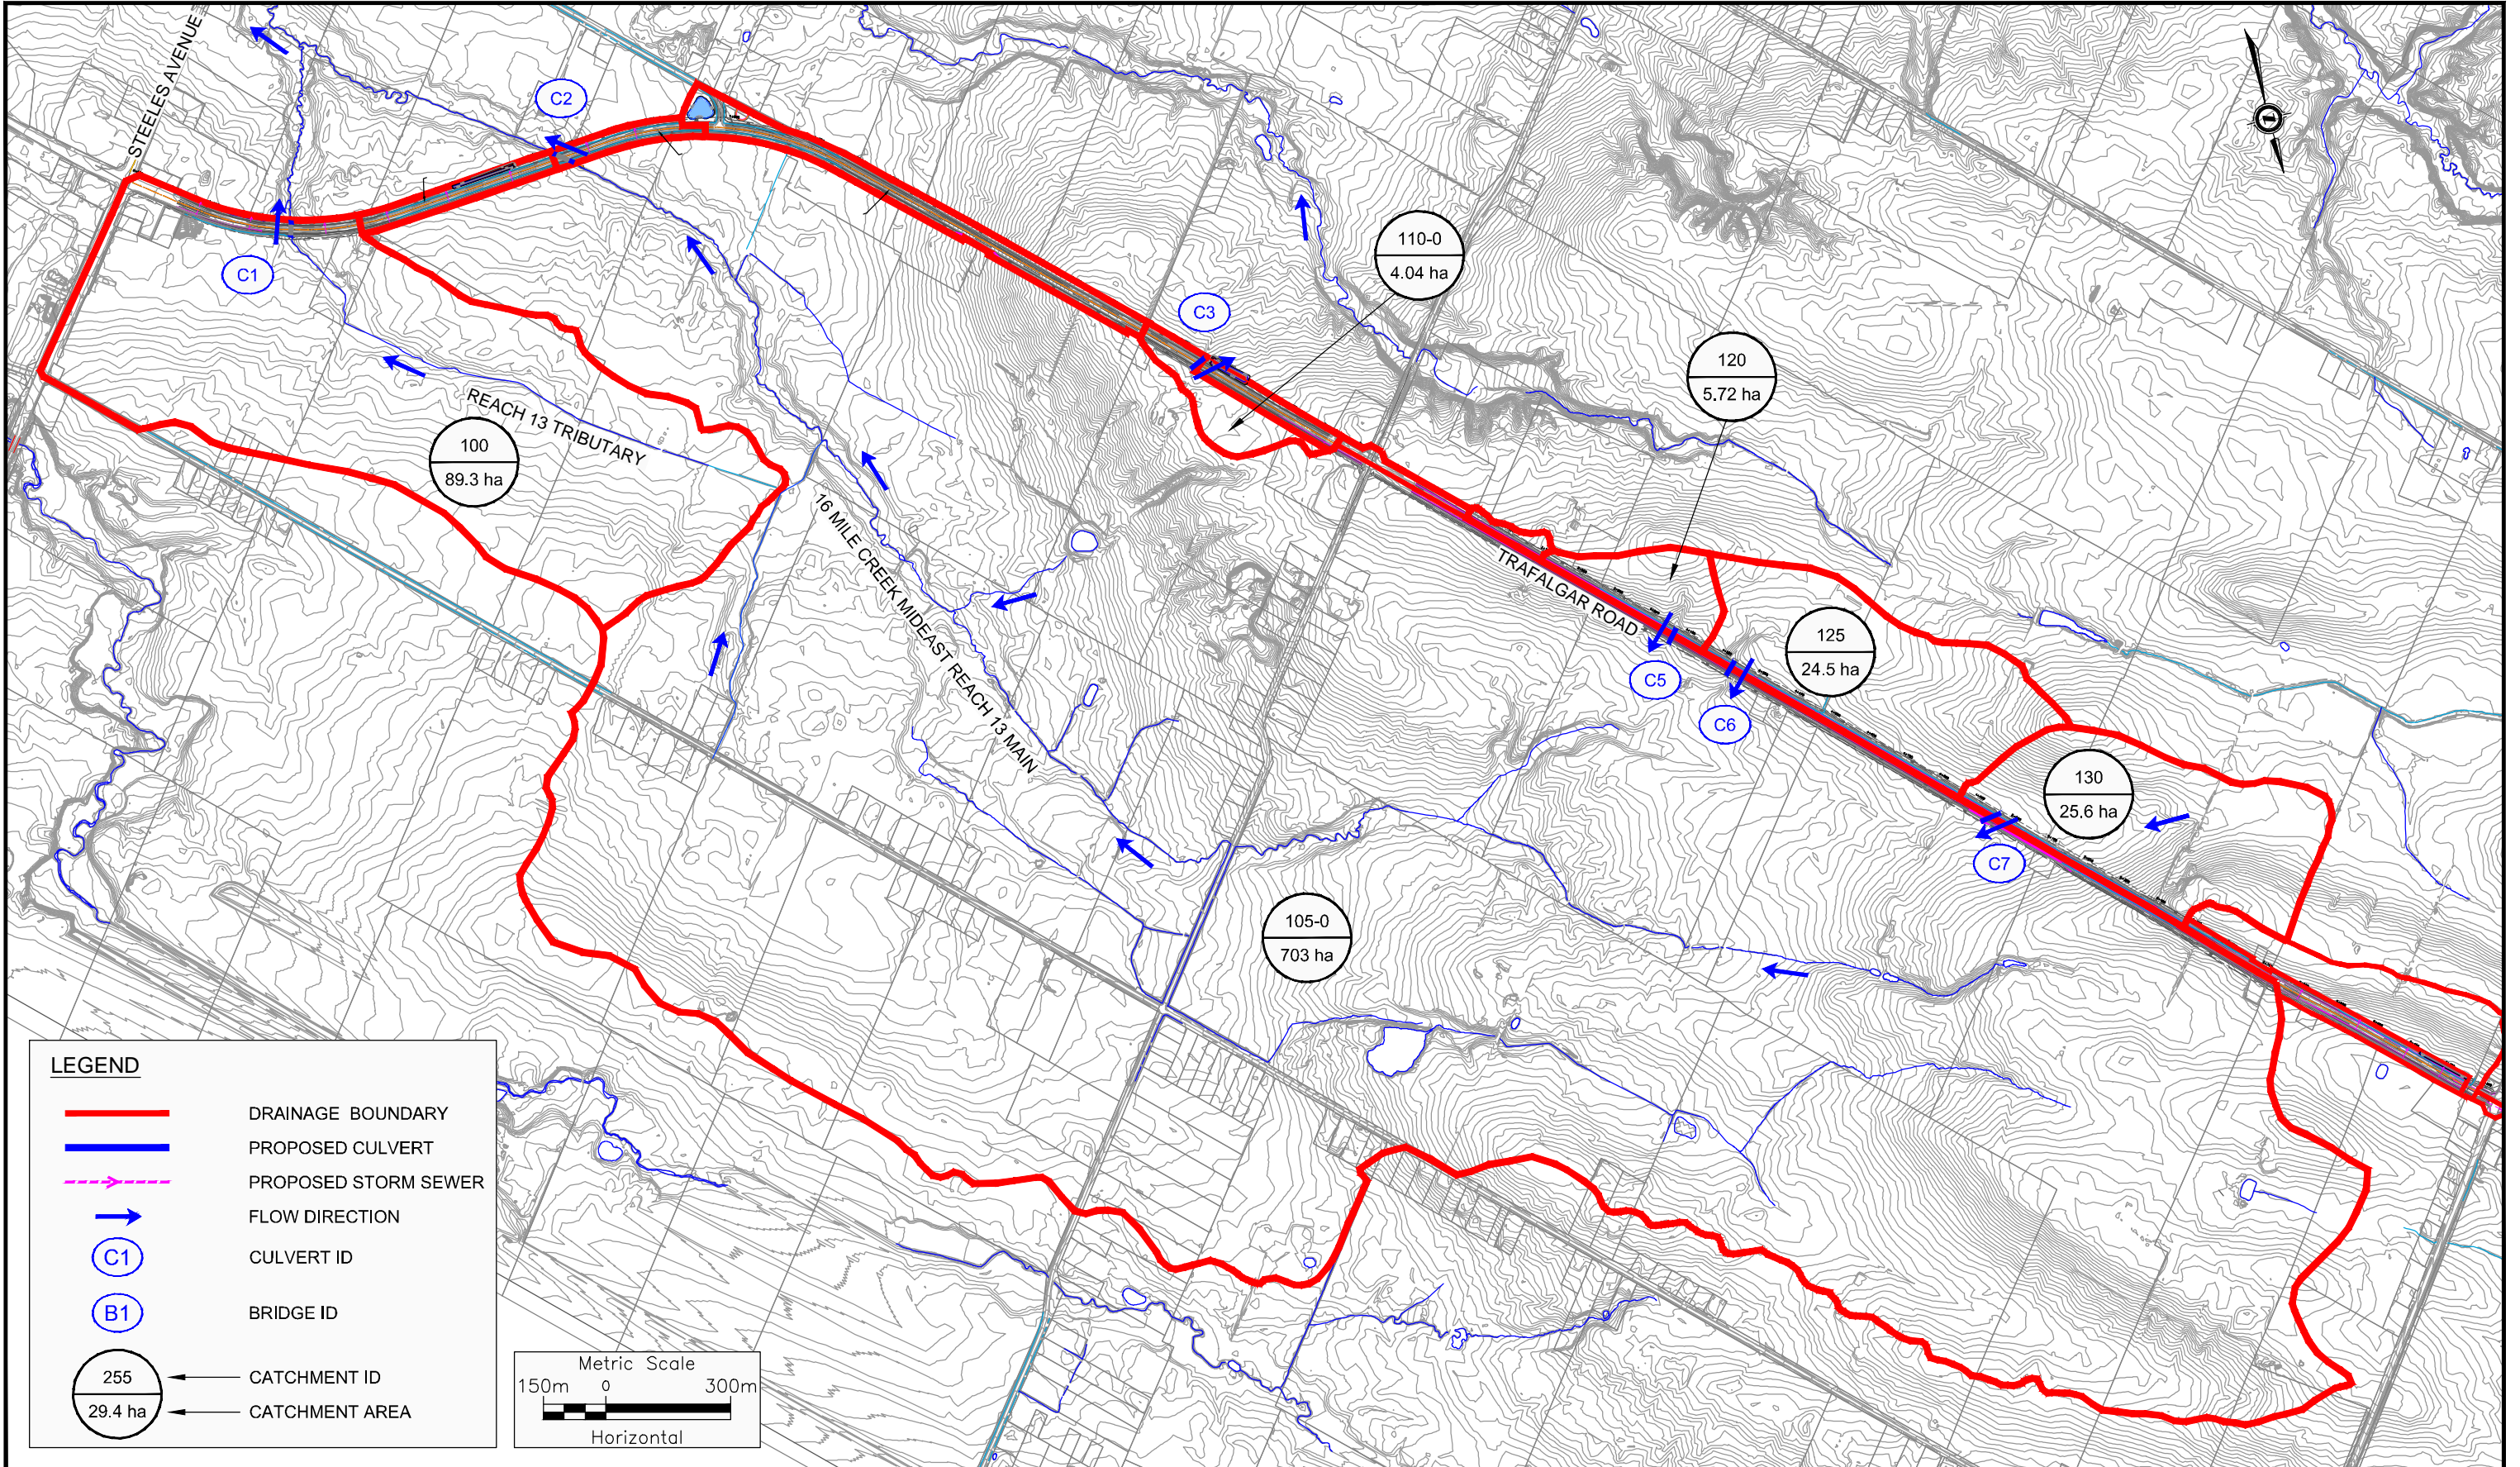 STEELES AVENUE
C2
C1
110-0
4.04 ha
C3
120
5.72 ha
REACH 13 TRIBUTARY
100
89.3 ha
16 MILE CREEK MIDEAST REACH 13 MAIN
TRAFALGAR ROAD
125
24.5 ha
C5
C6
130
25.6 ha
C7
105-0
703 ha
LEGEND
DRAINAGE BOUNDARY
PROPOSED CULVERT
PROPOSED STORM SEWER
FLOW DIRECTION
C1
CULVERT ID
B1
BRIDGE ID
255
CATCHMENT ID
29.4 ha
CATCHMENT AREA
Metric Scale
150m 0 300m
Horizontal